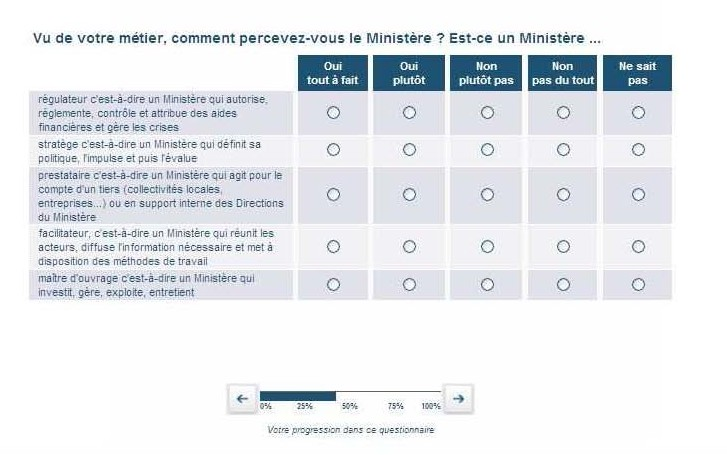 Vu de votre métier, comment percevez-vous le Ministère ? Est-ce un Ministère ...
Oui tout à fait
Oui plutôt
Non plutôt pas
Non pas du tout
Ne sait pas
régulateur c'est-à-dire un Ministère qui autorise,
réglemente, contrôle et attribue des aides
financières et gère les crises
stratège c'est-à-dire un Ministère qui définit sa
politique, l'impulse et puis l'évalue
prestataire c'est-à-dire un Ministère qui agit pour le
compte d'un tiers (collectivités locales,
entreprises...) ou en support interne des Directions
du Ministère
facilitateur, c'est-à-dire un Ministère qui réunit les
acteurs, diffuse l'information nécessaire et met à
disposition des méthodes de travail
maître d'ouvrage c'est-à-dire un Ministère qui
investit, gère, exploite, entretient
0% 25% 50% 75% 100%
Votre progression dans ce questionnaire